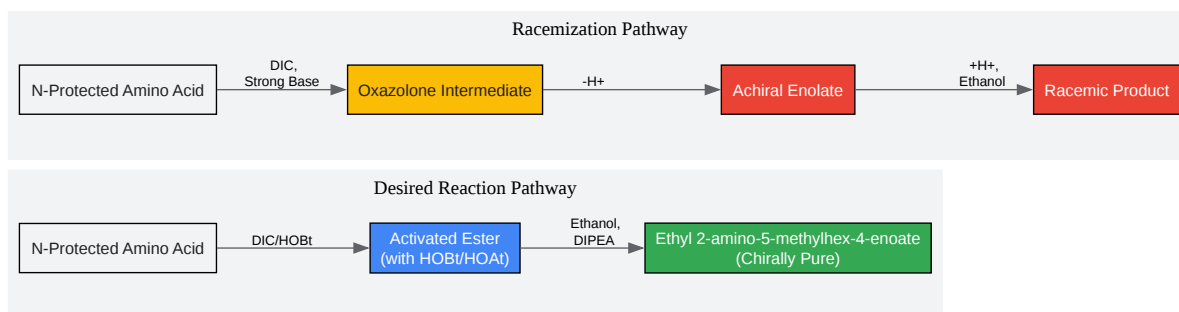 Racemization Pathway
N-Protected Amino Acid
DIC,
Strong Base
Oxazolone Intermediate
-H+
Achiral Enolate
+H+,
Ethanol
Racemic Product
Desired Reaction Pathway
N-Protected Amino Acid
DIC/HOBt
Activated Ester
(with HOBt/HOAt)
Ethanol,
DIPEA
Ethyl 2-amino-5-methylhex-4-enoate
(Chirally Pure)